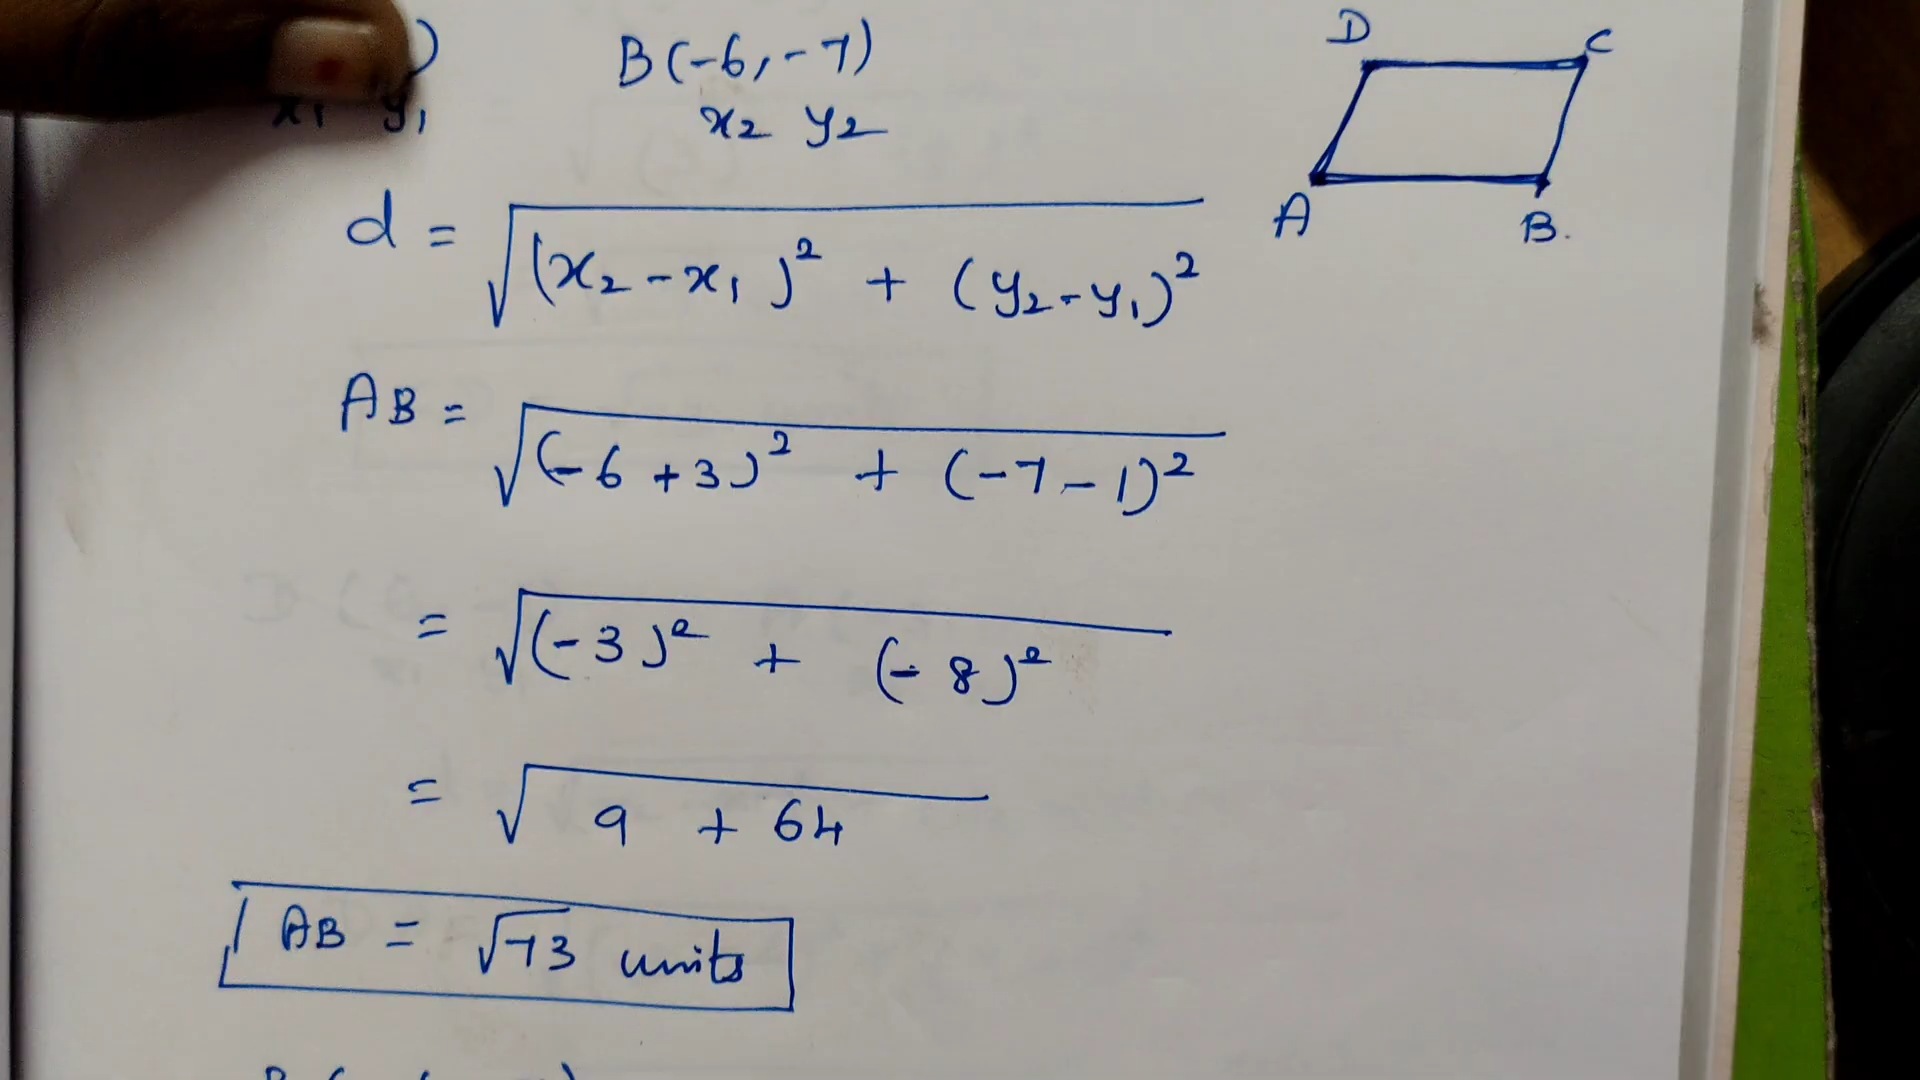 ) B(-6, -7)
x₁ y₁ x₂ y₂
D C
A B.
d = √(x₂-x₁)² + (y₂-y₁)²
AB = √(-6+3)² + (-7-1)²
= √(-3)² + (-8)²
= √9 + 64
AB = √73 units